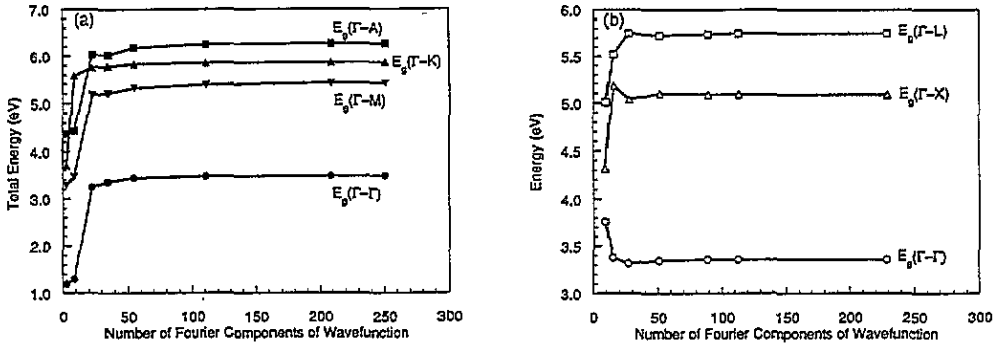 (a)
7.0
6.0
5.0
4.0
3.0
2.0
1.0
Total Energy (eV)
E_g(Γ-A)
E_g(Γ-K)
E_g(Γ-M)
E_g(Γ-Γ)
0 50 100 150 200 250 300
Number of Fourier Components of Wavefunction
(b)
6.0
5.5
5.0
4.5
4.0
3.5
3.0
Energy (eV)
E_g(Γ-L)
E_g(Γ-X)
E_g(Γ-Γ)
0 50 100 150 200 250 300
Number of Fourier Components of Wavefunction